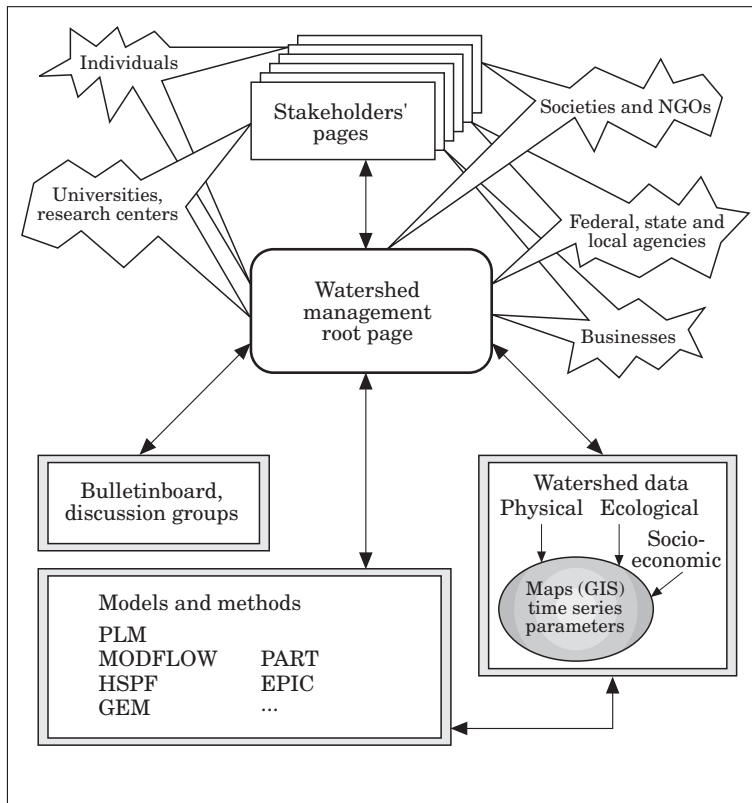 Individuals
Stakeholders'
pages
Societies and NGOs
Universities,
research centers
Federal, state and
local agencies
Watershed
management
root page
Businesses
Bulletinboard,
discussion groups
Watershed data
Physical Ecological
Socio-
economic
Maps (GIS)
time series
parameters
Models and methods
PLM
MODFLOW PART
HSPF EPIC
GEM ...